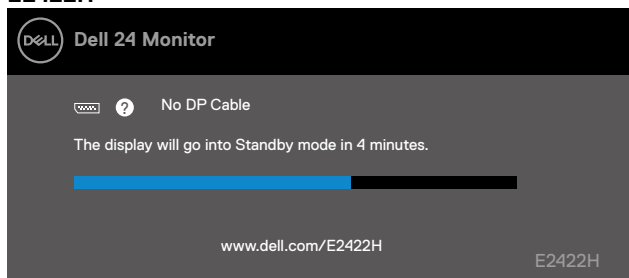 E2422H
DELL Dell 24 Monitor
? No DP Cable
The display will go into Standby mode in 4 minutes.
www.dell.com/E2422H
E2422H